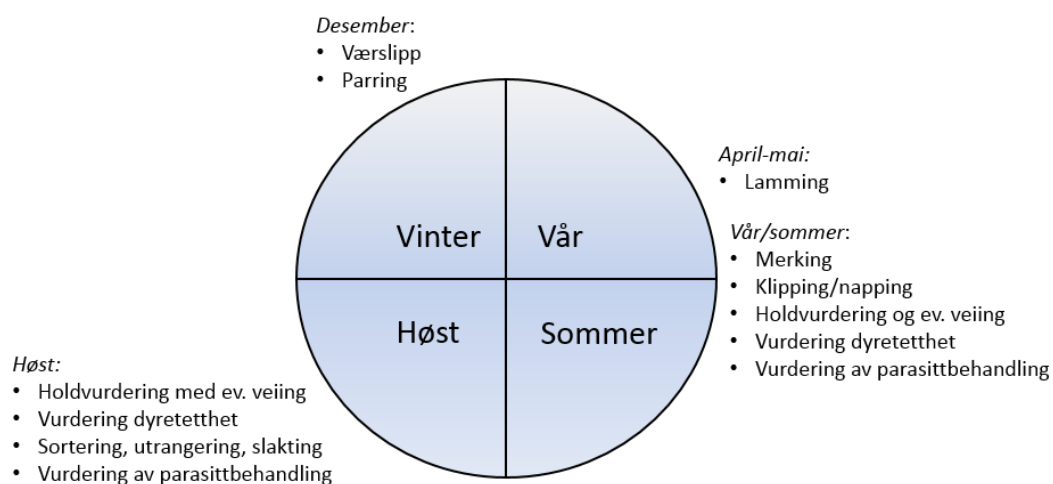 Desember:
• Værslipp
• Parring
April-mai:
• Lamming
Vinter
Vår
Vår/sommer:
• Merking
• Klipping/napping
• Holdvurdering og ev. veiing
• Vurdering dyretetthet
• Vurdering av parasittbehandling
Høst
Sommer
Høst:
• Holdvurdering med ev. veiing
• Vurdering dyretetthet
• Sortering, utrangering, slakting
• Vurdering av parasittbehandling